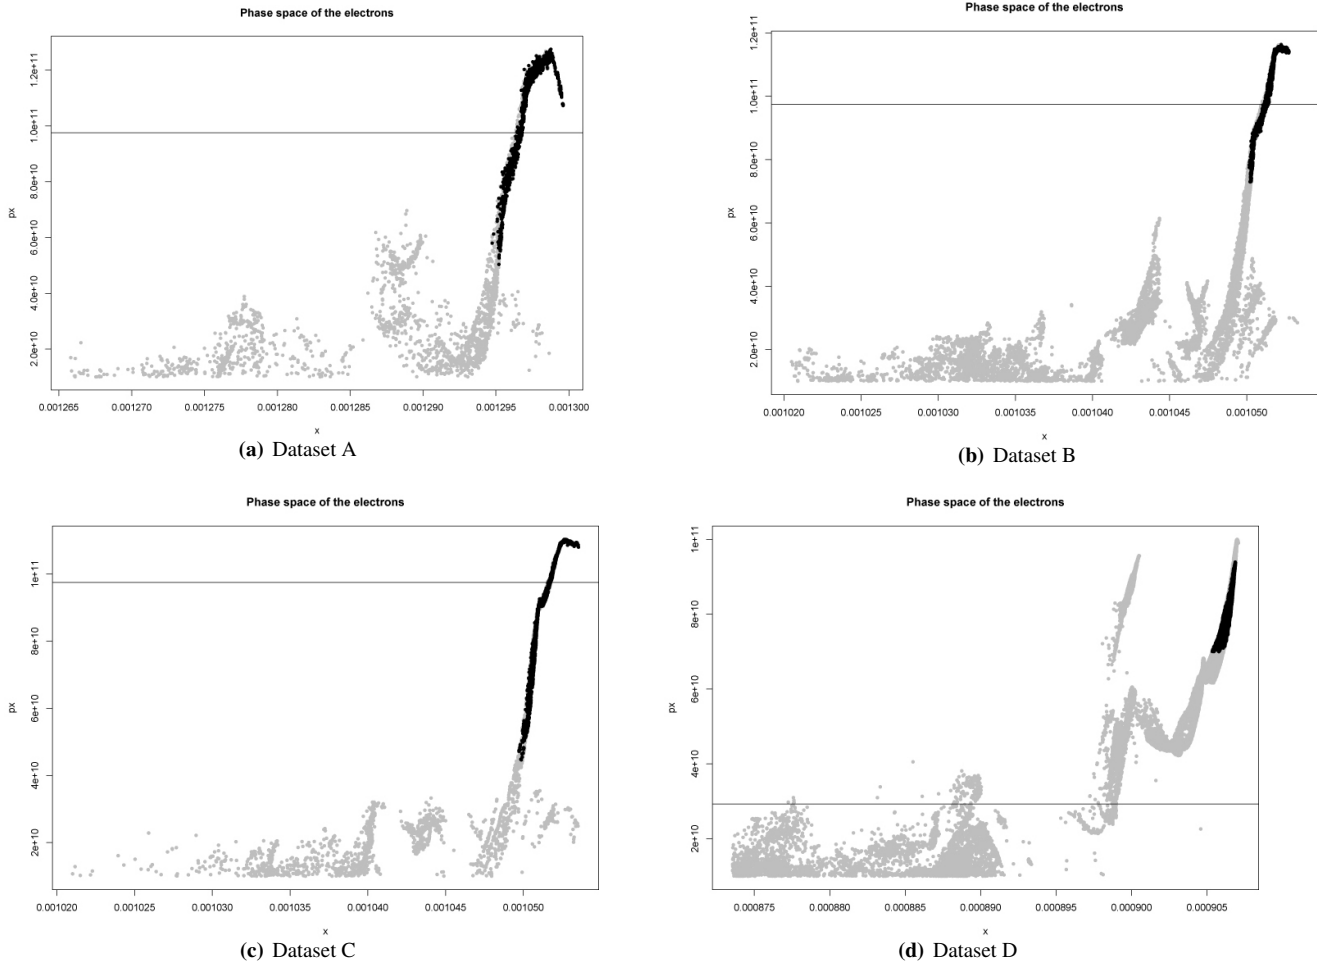 Phase space of the electrons
px
1.2e+11
1.0e+11
8.0e+10
6.0e+10
4.0e+10
2.0e+10
0.001265 0.001270 0.001275 0.001280 0.001285 0.001290 0.001295 0.001300
x
(a) Dataset A
Phase space of the electrons
px
1.2e+11
1.0e+11
8.0e+10
6.0e+10
4.0e+10
2.0e+10
0.001020 0.001025 0.001030 0.001035 0.001040 0.001045 0.001050
x
(b) Dataset B
Phase space of the electrons
px
1e+11
8e+10
6e+10
4e+10
2e+10
0.001020 0.001025 0.001030 0.001035 0.001040 0.001045 0.001050
x
(c) Dataset C
Phase space of the electrons
px
1e+11
8e+10
6e+10
4e+10
2e+10
0.000875 0.000880 0.000885 0.000890 0.000895 0.000900 0.000905
x
(d) Dataset D